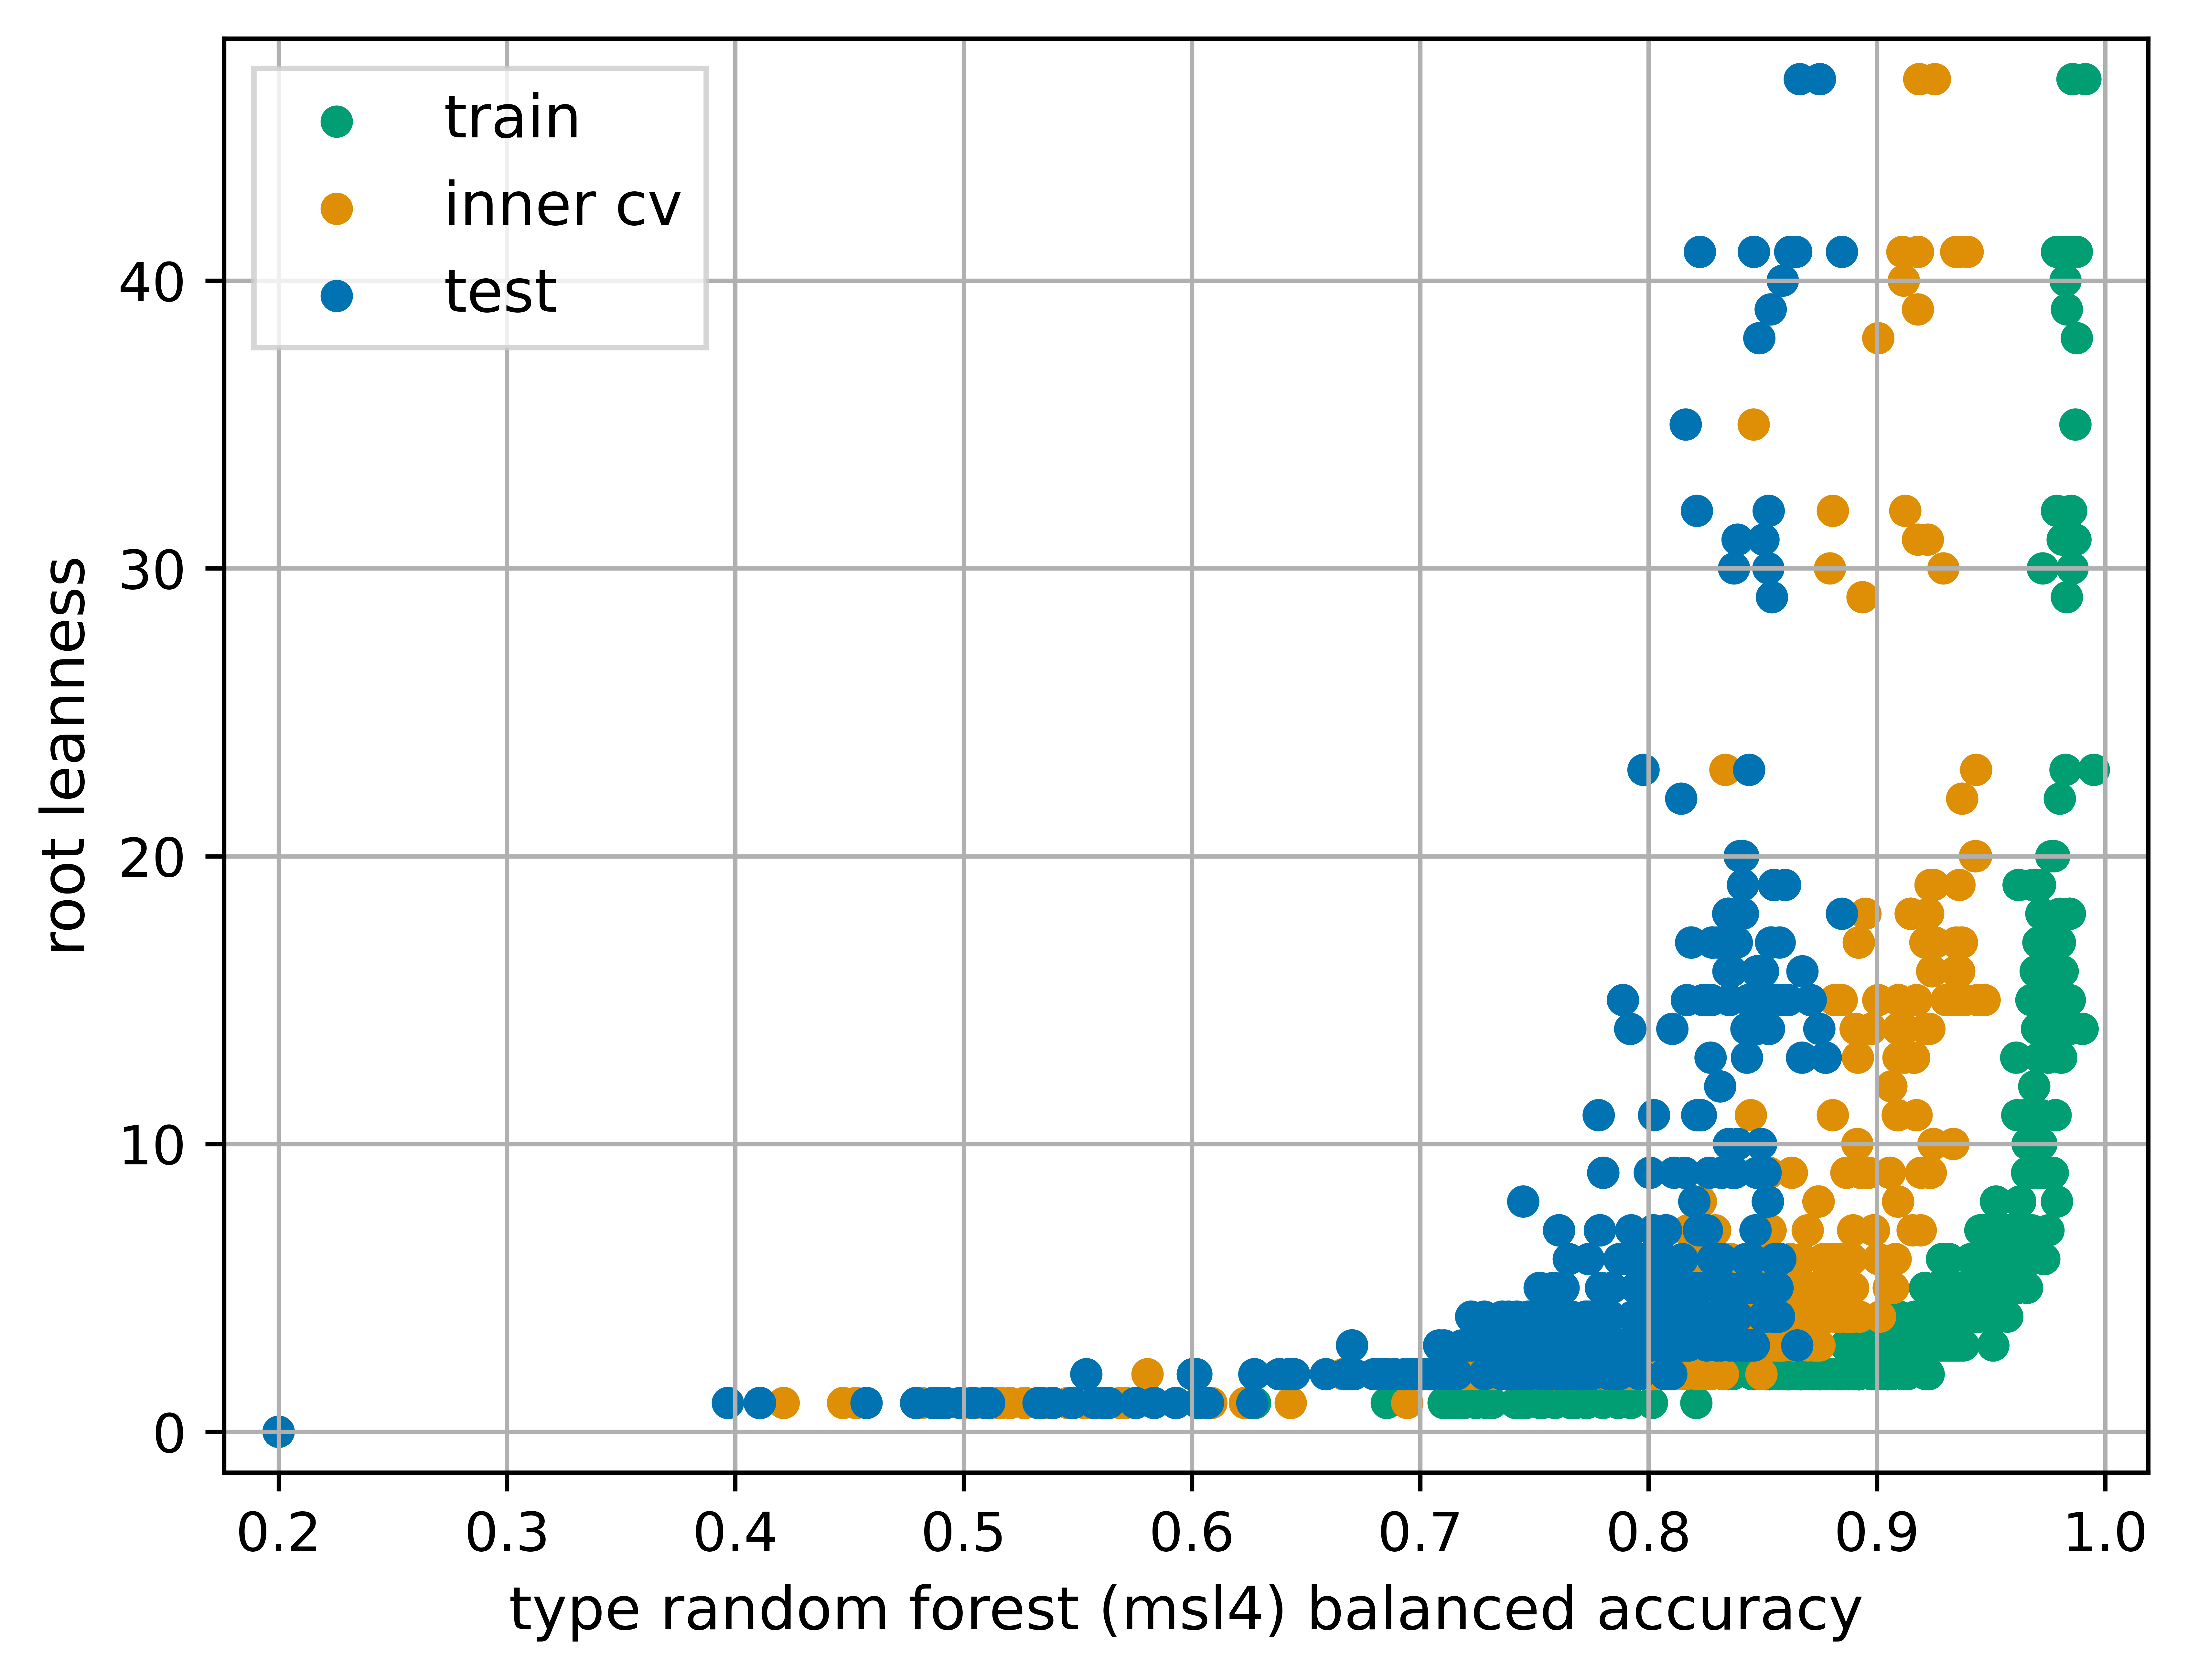 train
inner cv
test
root leanness
40
30
20
10
0
0.2 0.3 0.4 0.5 0.6 0.7 0.8 0.9 1.0
type random forest (msl4) balanced accuracy